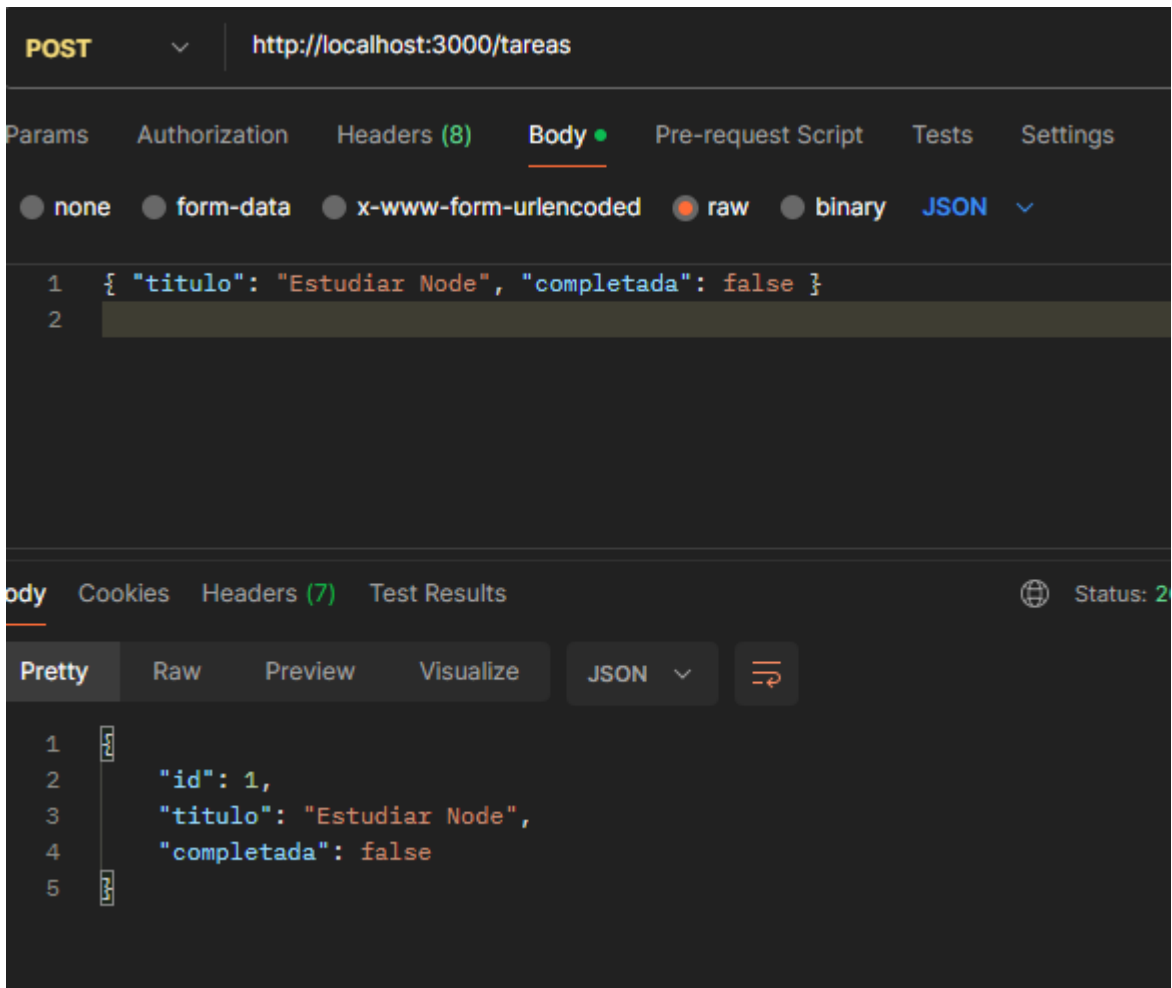 POST http://localhost:3000/tareas
Params Authorization Headers (8) Body Pre-request Script Tests Settings
none form-data x-www-form-urlencoded raw binary JSON
1 { "titulo": "Estudiar Node", "completada": false }
2
ody Cookies Headers (7) Test Results Status: 2
Pretty Raw Preview Visualize JSON
1 {
2 "id": 1,
3 "titulo": "Estudiar Node",
4 "completada": false
5 }